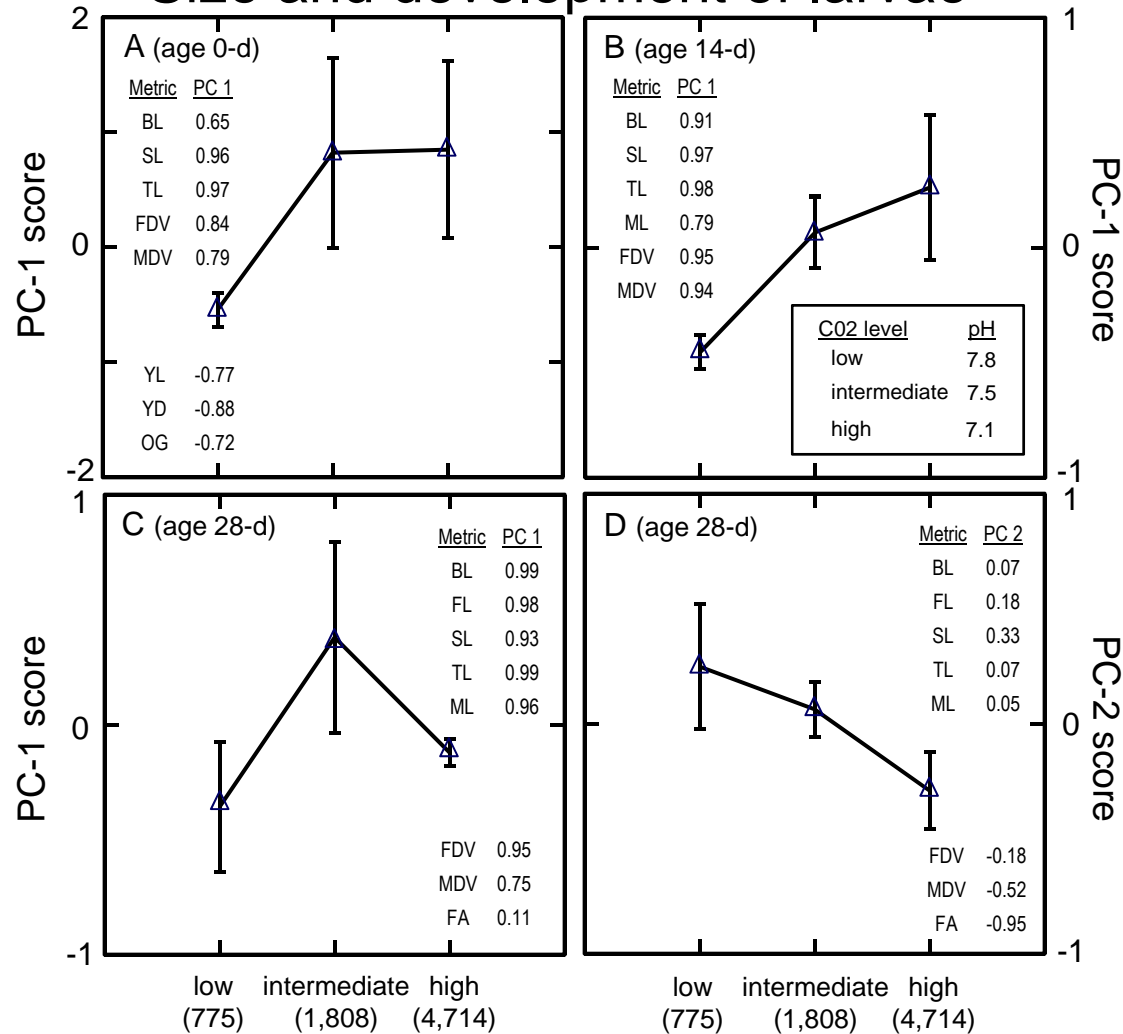 Size and development of larvae
2
A (age 0-d)
Metric PC 1
BL 0.65
SL 0.96
TL 0.97
FDV 0.84
MDV 0.79
YL -0.77
YD -0.88
OG -0.72
PC-1 score
0
-2
B (age 14-d)
Metric PC 1
BL 0.91
SL 0.97
TL 0.98
ML 0.79
FDV 0.95
MDV 0.94
C02 level pH
low 7.8
intermediate 7.5
high 7.1
1
0
-1
PC-1 score
1
C (age 28-d)
Metric PC 1
BL 0.99
FL 0.98
SL 0.93
TL 0.99
ML 0.96
FDV 0.95
MDV 0.75
FA 0.11
PC-1 score
0
-1
low intermediate high
(775) (1,808) (4,714)
D (age 28-d)
Metric PC 2
BL 0.07
FL 0.18
SL 0.33
TL 0.07
ML 0.05
FDV -0.18
MDV -0.52
FA -0.95
1
0
-1
PC-2 score
low intermediate high
(775) (1,808) (4,714)